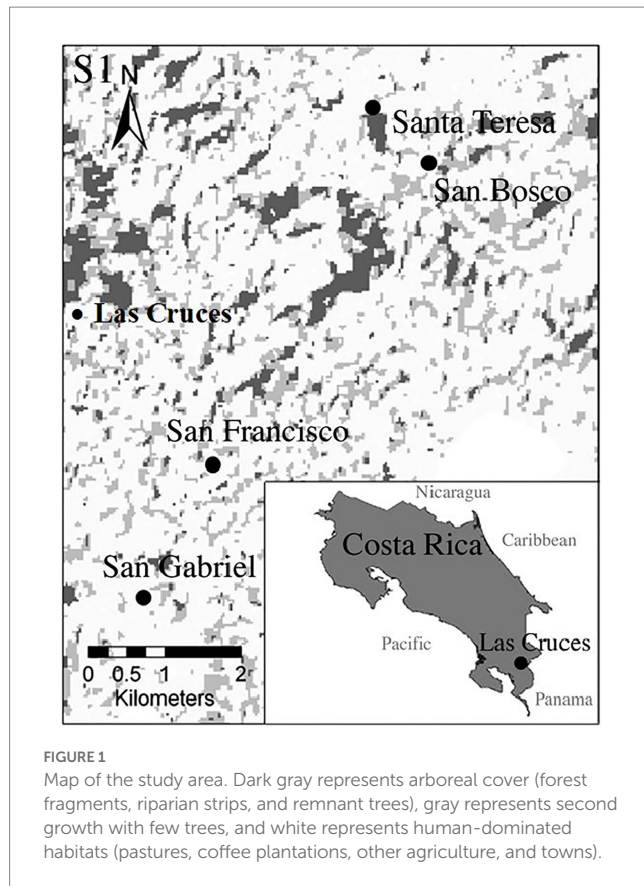 S1 N
Santa Teresa
San Bosco
Las Cruces
San Francisco
San Gabriel
0 0.5 1 2
Kilometers
Nicaragua
Costa Rica
Caribbean
Pacific
Las Cruces
Panama
FIGURE 1
Map of the study area. Dark gray represents arboreal cover (forest
fragments, riparian strips, and remnant trees), gray represents second
growth with few trees, and white represents human-dominated
habitats (pastures, coffee plantations, other agriculture, and towns).